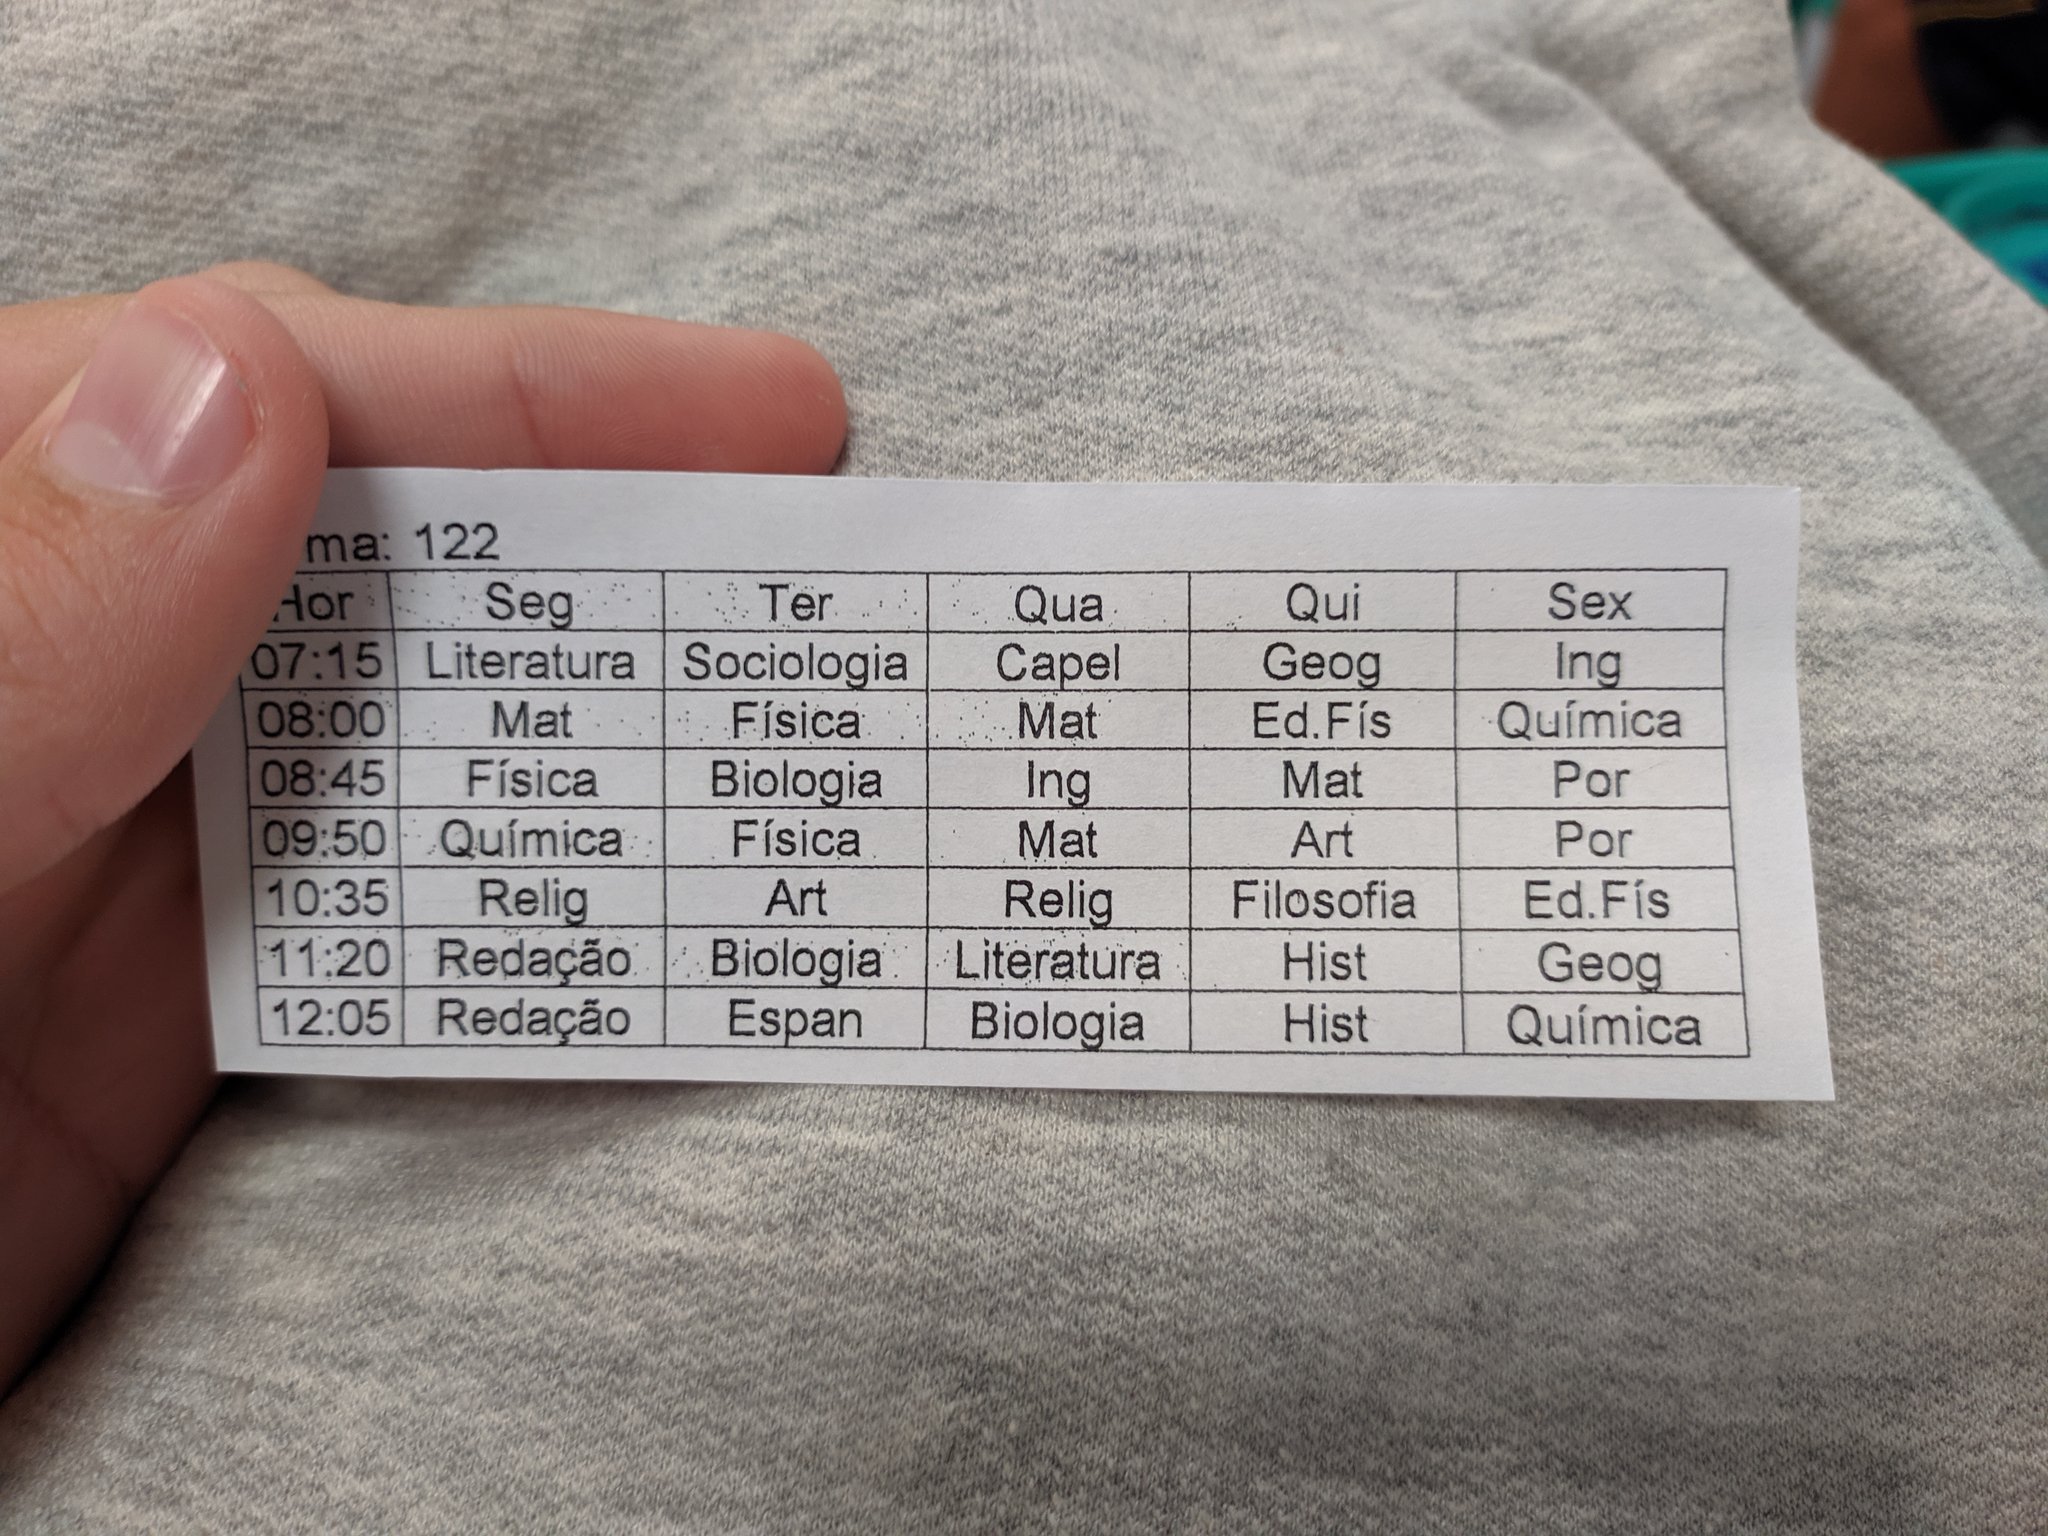 ma: 122
Hor Seg Ter Qua Qui Sex
07:15 Literatura Sociologia Capel Geog Ing
08:00 Mat Física Mat Ed.Fís Química
08:45 Física Biologia Ing Mat Por
09:50 Química Física Mat Art Por
10:35 Relig Art Relig Filosofia Ed.Fís
11:20 Redação Biologia Literatura Hist Geog
12:05 Redação Espan Biologia Hist Química